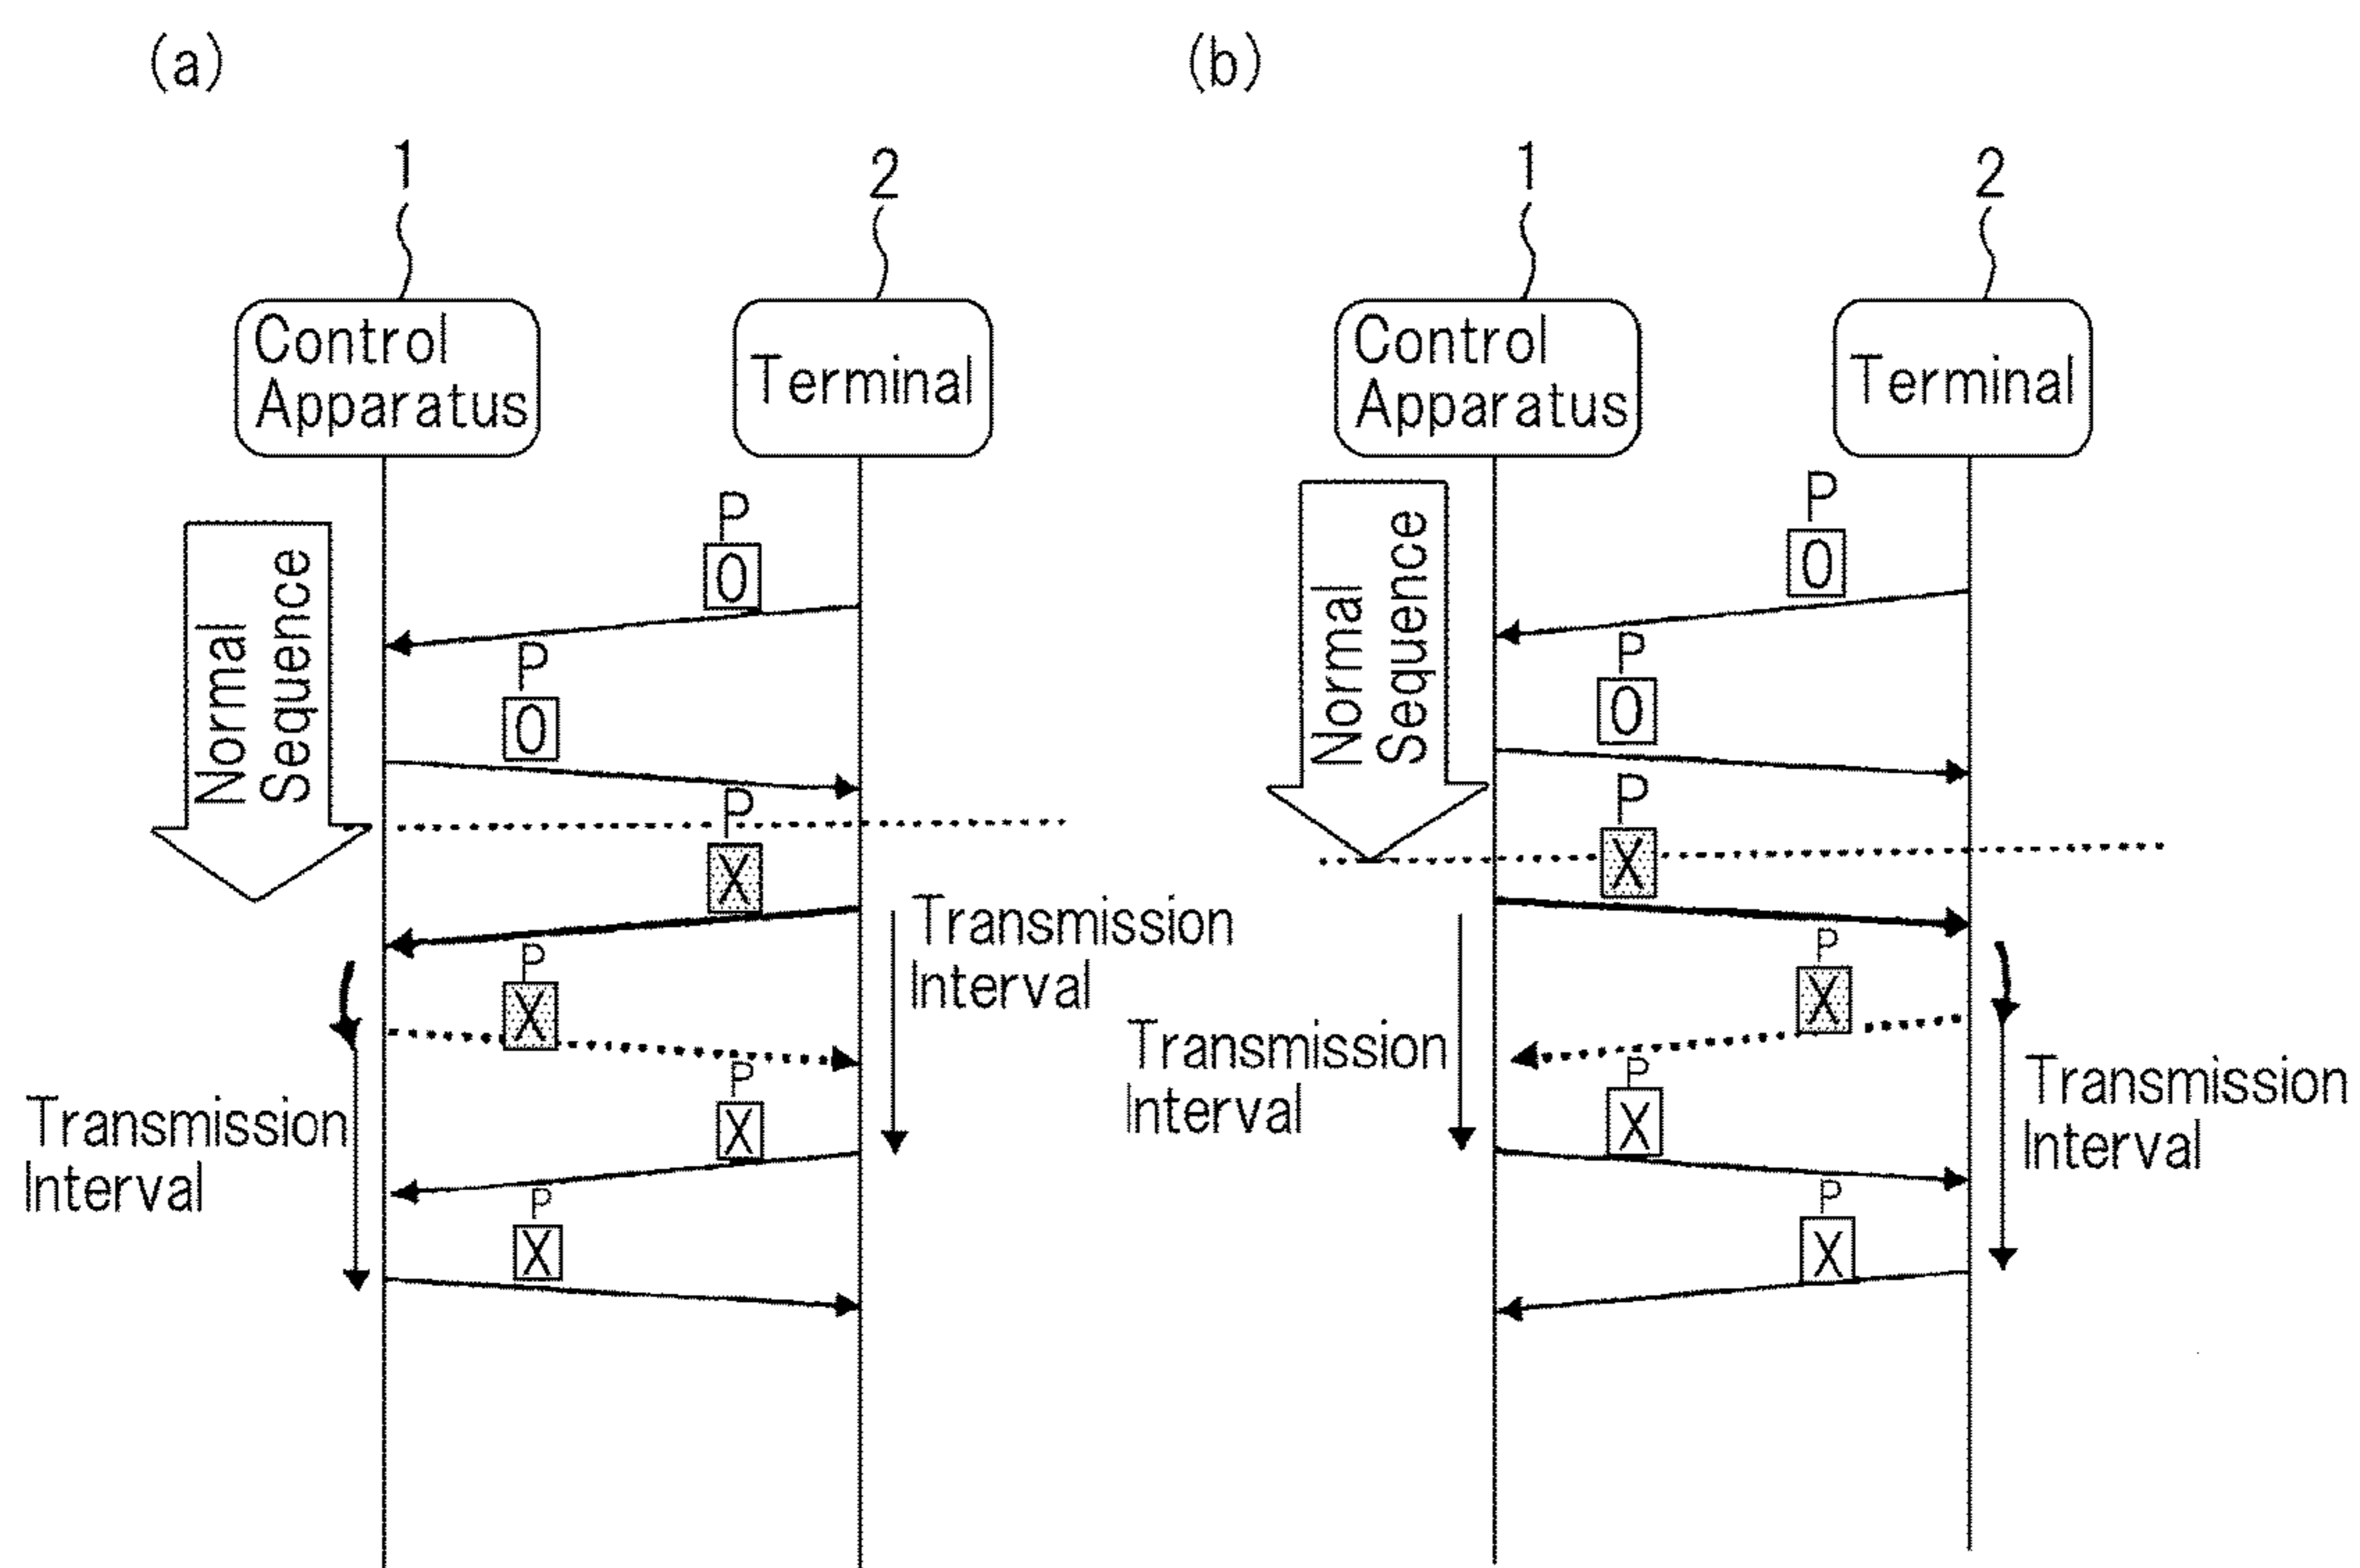 (a)
1
2
Control
Apparatus
Terminal
Normal
Sequence
P
0
P
0
P
X
P
X
P
X
P
X
Transmission
Interval
Transmission
Interval
(b)
1
2
Control
Apparatus
Terminal
Normal
Sequence
P
0
P
0
P
X
P
X
P
X
P
X
Transmission
Interval
Transmission
Interval